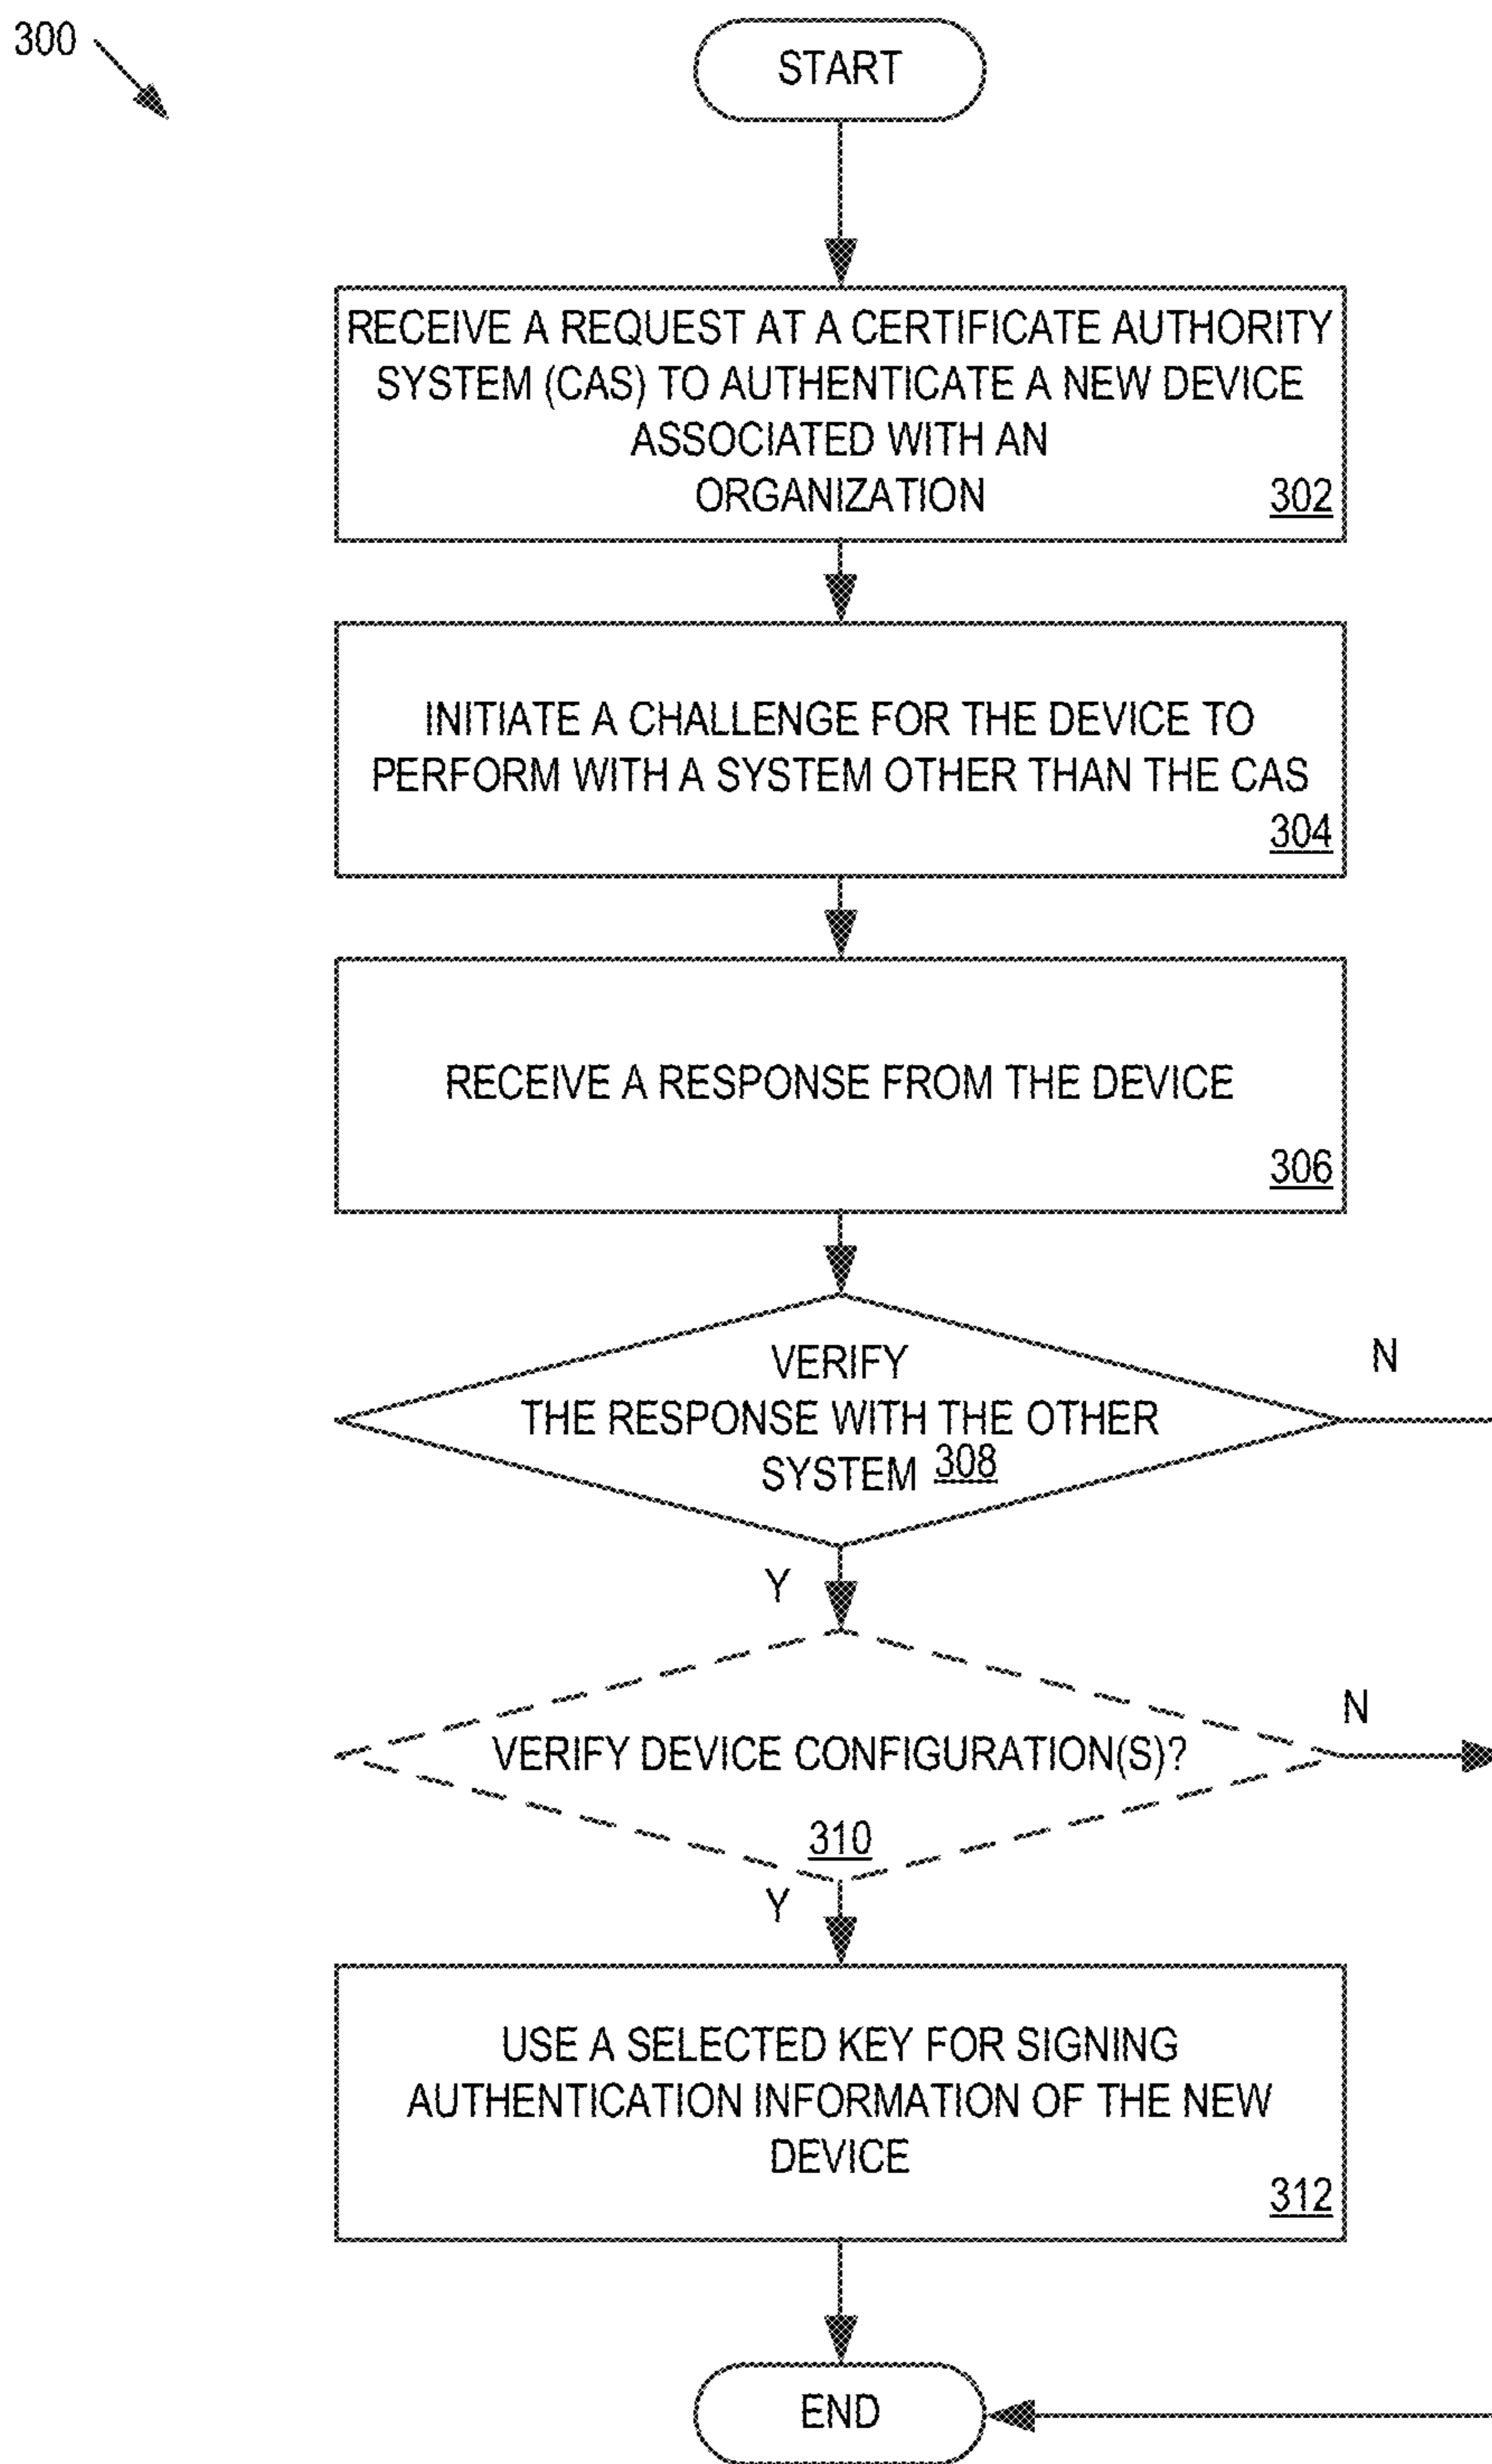 300
START
RECEIVE A REQUEST AT A CERTIFICATE AUTHORITY
SYSTEM (CAS) TO AUTHENTICATE A NEW DEVICE
ASSOCIATED WITH AN
ORGANIZATION
302
INITIATE A CHALLENGE FOR THE DEVICE TO
PERFORM WITH A SYSTEM OTHER THAN THE CAS
304
RECEIVE A RESPONSE FROM THE DEVICE
306
VERIFY
THE RESPONSE WITH THE OTHER
SYSTEM 308
N
Y
VERIFY DEVICE CONFIGURATION(S)?
310
N
Y
USE A SELECTED KEY FOR SIGNING
AUTHENTICATION INFORMATION OF THE NEW
DEVICE
312
END